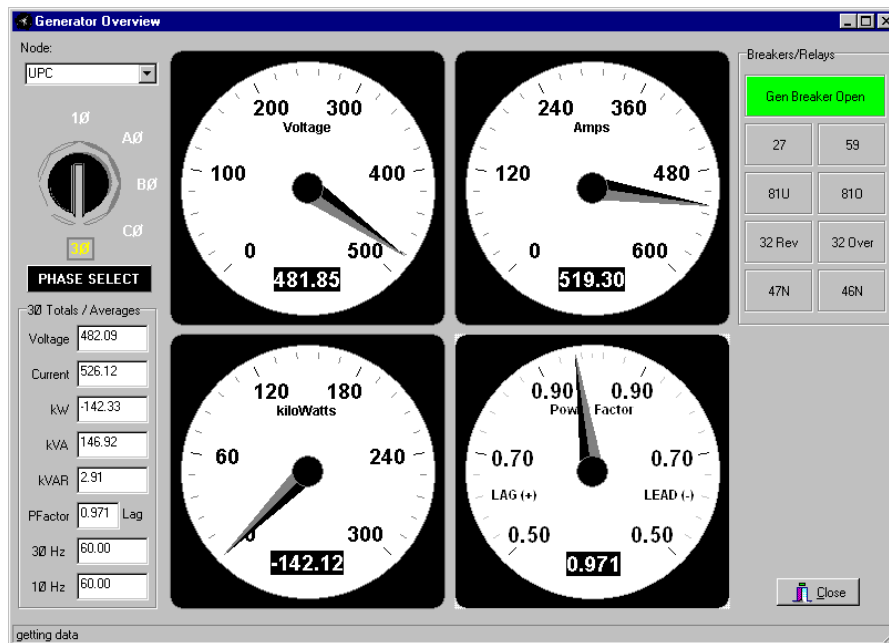 Generator Overview
Node:
UPC
1Ø
AØ
BØ
CØ
3Ø
PHASE SELECT
3Ø Totals / Averages
Voltage 482.09
Current 526.12
kW -142.33
kVA 146.92
kVAR 2.91
PFactor 0.971 Lag
3Ø Hz 60.00
1Ø Hz 60.00
200 300
Voltage
100 400
0 500
481.85
240 360
Amps
120 480
0 600
519.30
120 180
kiloWatts
60 240
0 300
-142.12
0.90 0.90
Pow Factor
0.70 0.70
LAG (+) LEAD (-)
0.50 0.50
0.971
Breakers/Relays
Gen Breaker Open
27 59
81U 81O
32 Rev 32 Over
47N 46N
Close
getting data